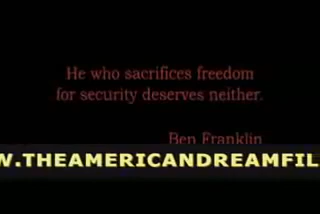 He who sacrifices freedom
for security deserves neither.
Ben Franklin
W.THEAMERICANDREAMFIL